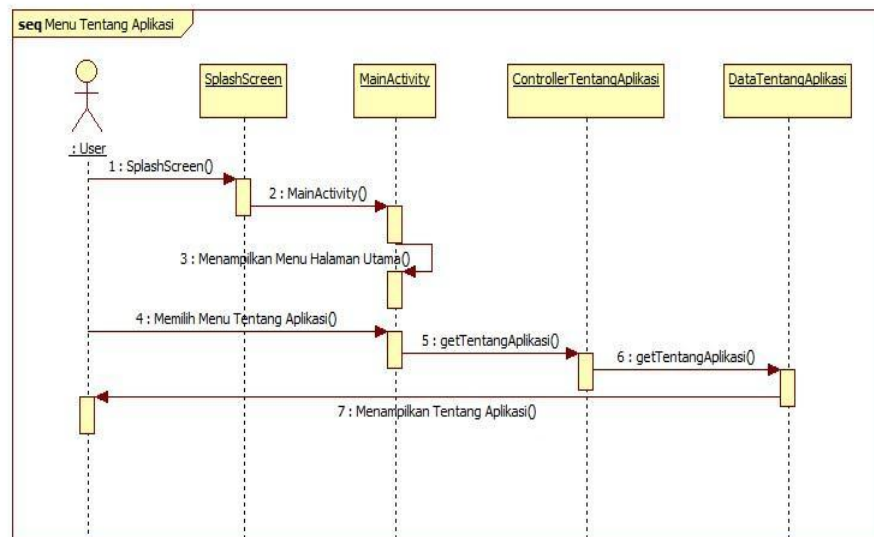 seq Menu Tentang Aplikasi
SplashScreen
MainActivity
ControllerTentangAplikasi
DataTentangAplikasi
: User
1 : SplashScreen()
2 : MainActivity()
3 : Menampilkan Menu Halaman Utama()
4 : Memilih Menu Tentang Aplikasi()
5 : getTentangAplikasi()
6 : getTentangAplikasi()
7 : Menampilkan Tentang Aplikasi()